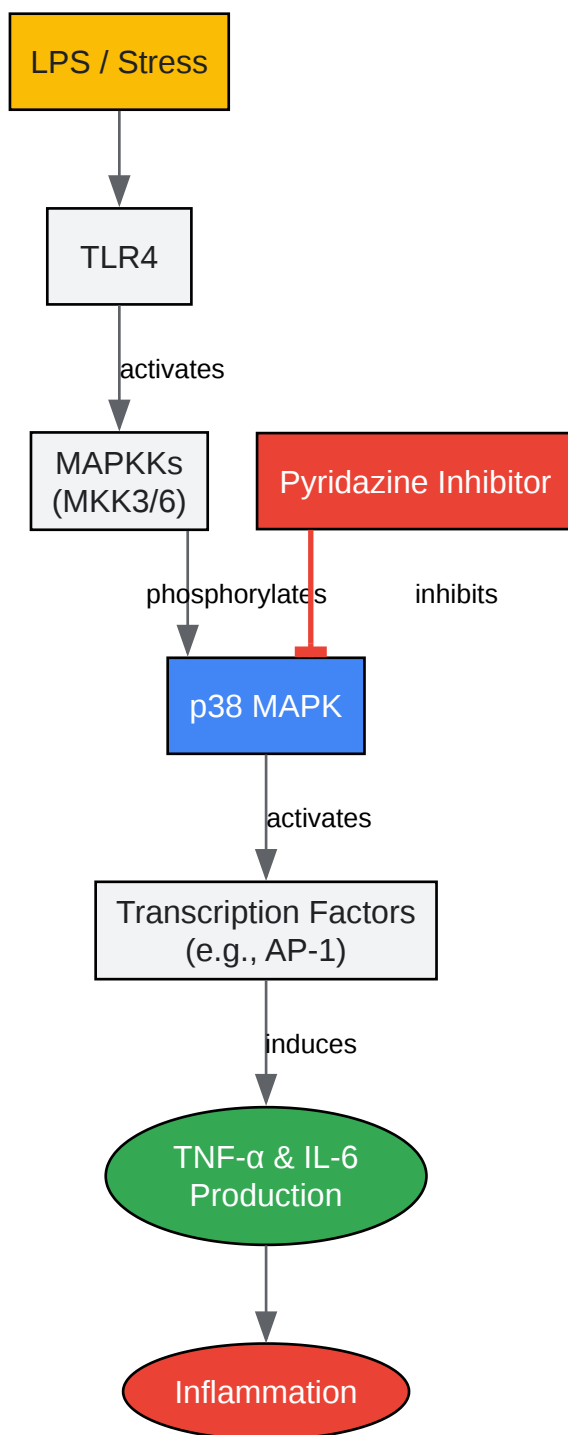 LPS / Stress
TLR4
activates
MAPKKs
(MKK3/6)
Pyridazine Inhibitor
phosphorylates
inhibits
p38 MAPK
activates
Transcription Factors
(e.g., AP-1)
induces
TNF-α & IL-6
Production
Inflammation